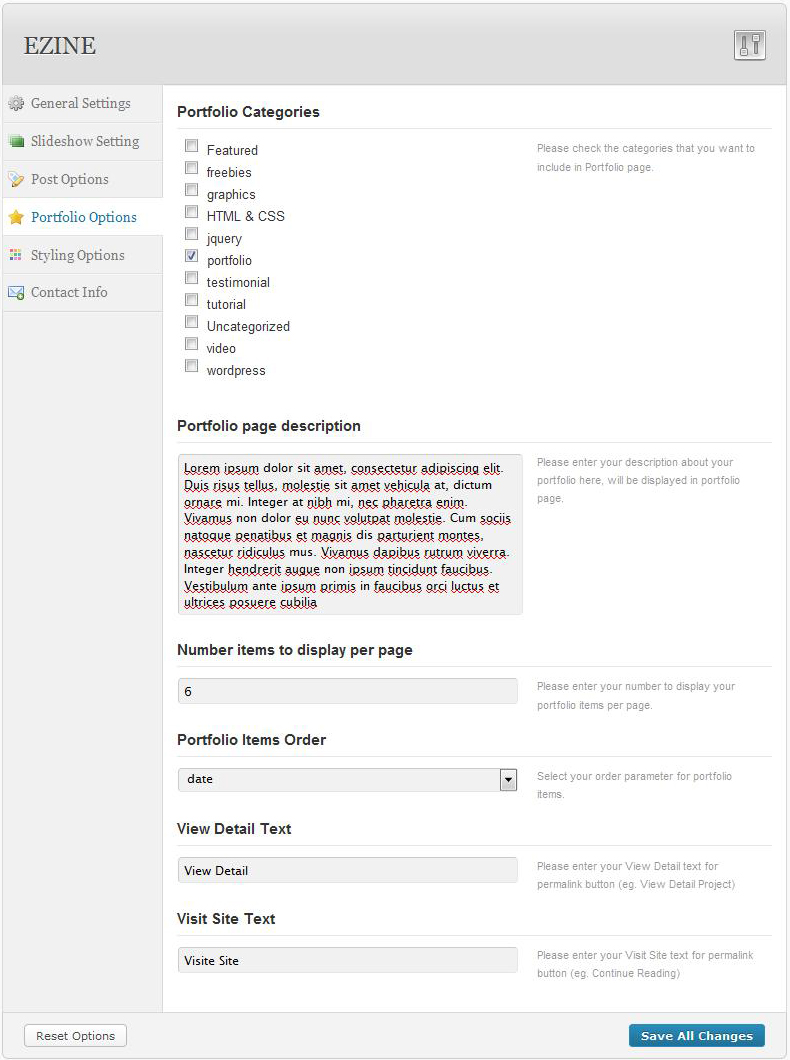 EZINE
General Settings
Slideshow Setting
Post Options
Portfolio Options
Styling Options
Contact Info
Portfolio Categories
Featured
freebies
graphics
HTML & CSS
jquery
portfolio
testimonial
tutorial
Uncategorized
video
wordpress
Please check the categories that you want to
include in Portfolio page.
Portfolio page description
Lorem ipsum dolor sit amet, consectetur adipiscing elit.
Duis risus tellus, molestie sit amet vehicula at, dictum
ornare mi. Integer at nibh mi, nec pharetra enim.
Vivamus non dolor eu nunc volutpat molestie. Cum sociis
natoque penatibus et magnis dis parturient montes,
nascetur ridiculus mus. Vivamus dapibus rutrum viverra.
Integer hendrerit augue non ipsum tincidunt faucibus.
Vestibulum ante ipsum primis in faucibus orci luctus et
ultrices posuere cubilia
Please enter your description about your
portfolio here, will be displayed in portfolio
page.
Number items to display per page
6
Please enter your number to display your
portfolio items per page.
Portfolio Items Order
date
Select your order parameter for portfolio
items.
View Detail Text
View Detail
Please enter your View Detail text for
permalink button (eg. View Detail Project)
Visit Site Text
Visite Site
Please enter your Visit Site text for permalink
button (eg. Continue Reading)
Reset Options
Save All Changes